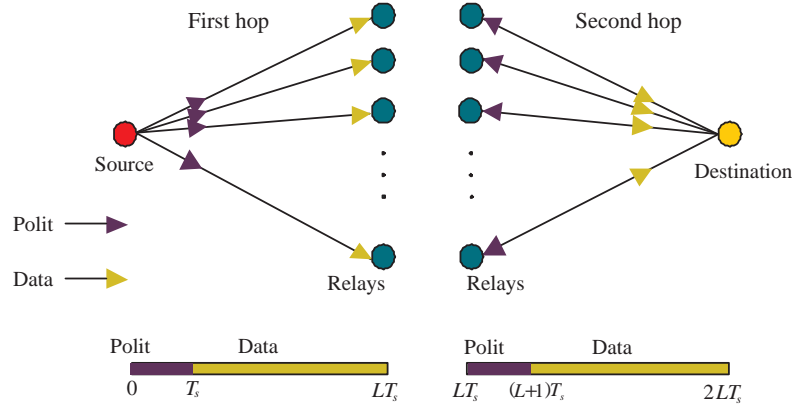 First hop
Second hop
Source
Destination
Polit
Data
Relays
Relays
Polit
Data
Polit
Data
0
T_s
LT_s
LT_s
(L+1)T_s
2LT_s